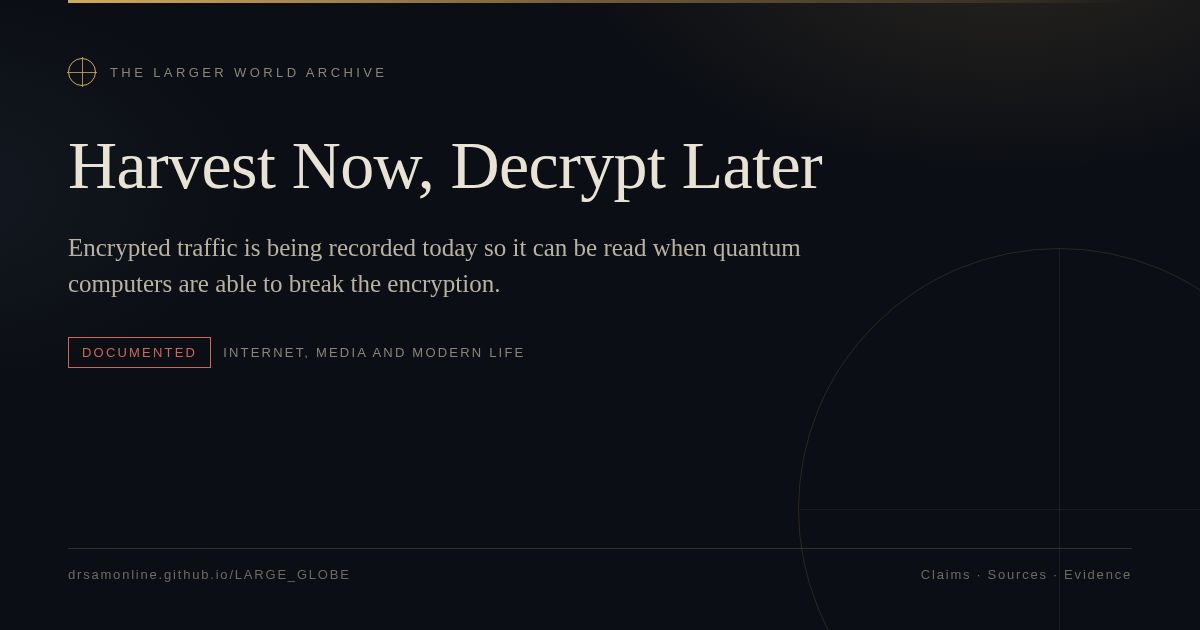 THE LARGER WORLD ARCHIVE
Harvest Now, Decrypt Later
Encrypted traffic is being recorded today so it can be read when quantum
computers are able to break the encryption.
DOCUMENTED INTERNET, MEDIA AND MODERN LIFE
drsamonline.github.io/LARGE_GLOBE Claims · Sources · Evidence